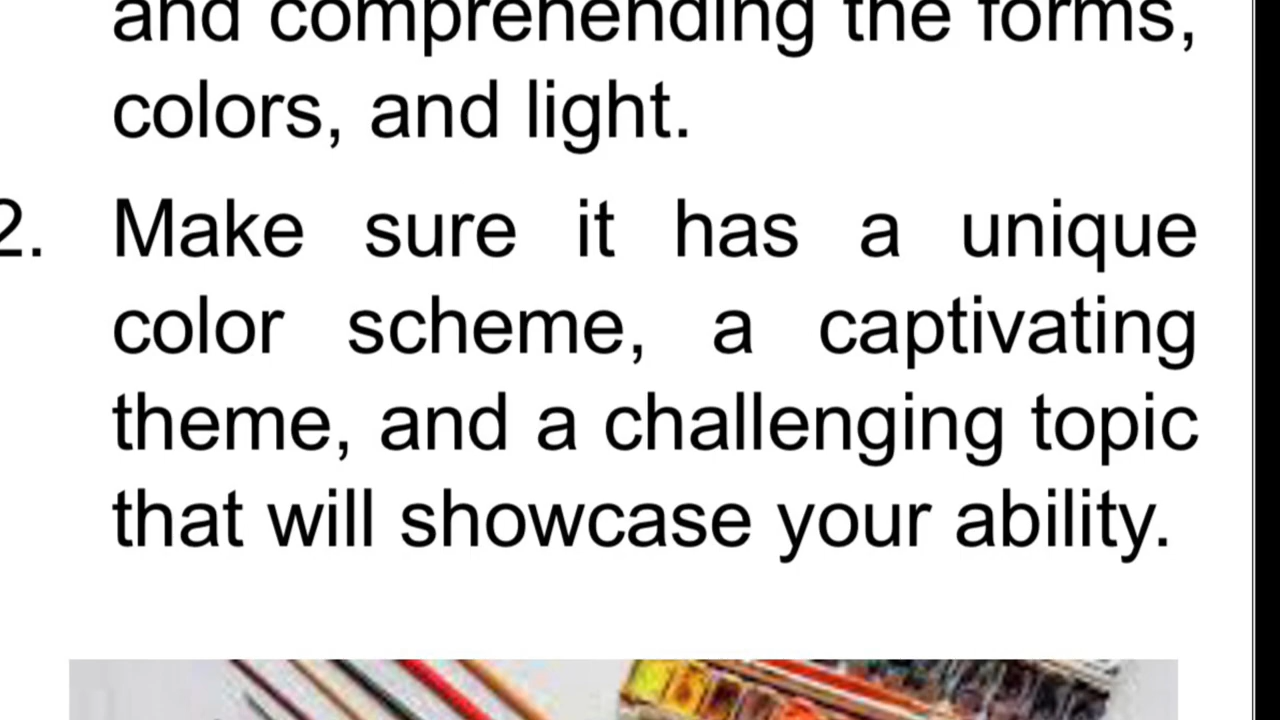 and comprehending the forms,
colors, and light.
2. Make sure it has a unique
color scheme, a captivating
theme, and a challenging topic
that will showcase your ability.